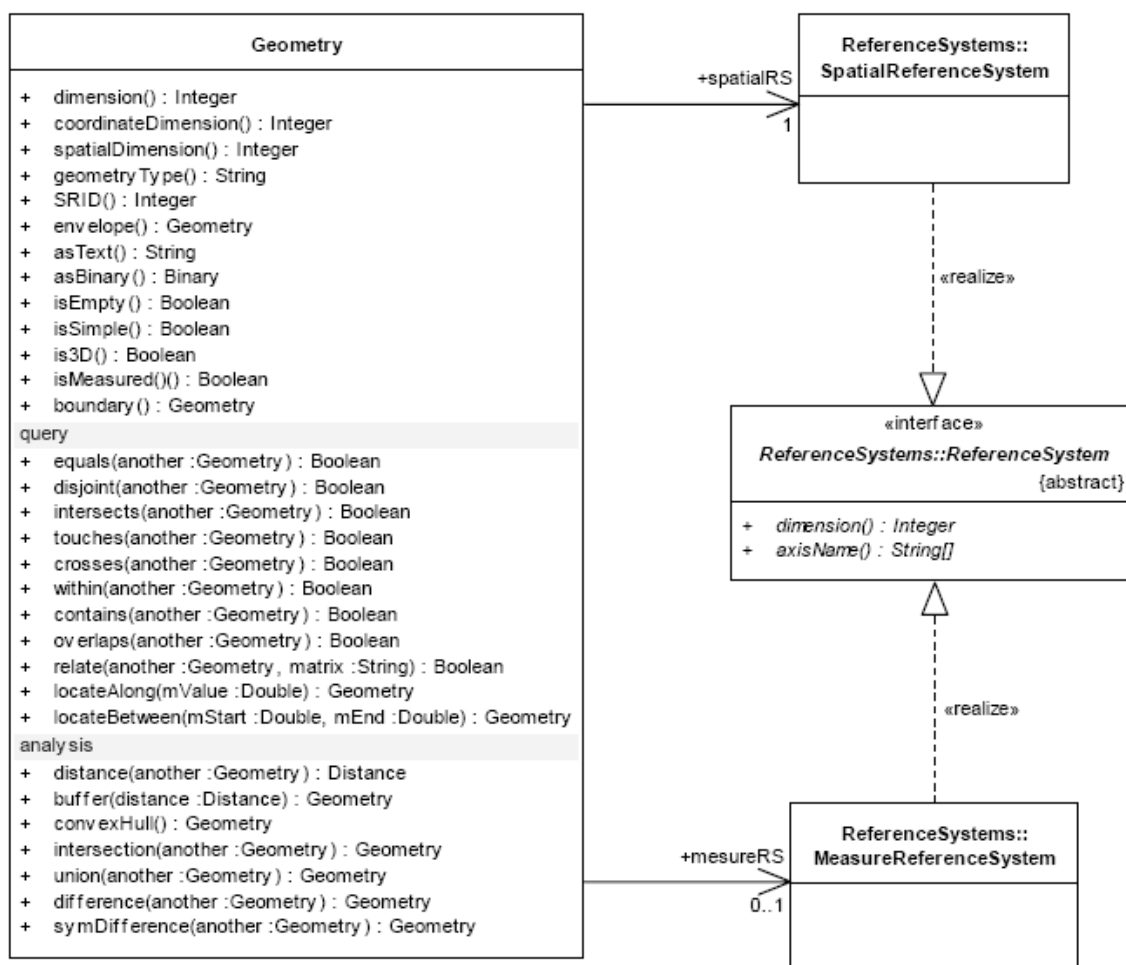 Geometry
+ dimension() : Integer
+ coordinateDimension() : Integer
+ spatialDimension() : Integer
+ geometryType() : String
+ SRID() : Integer
+ envelope() : Geometry
+ asText() : String
+ asBinary() : Binary
+ isEmpty() : Boolean
+ isSimple() : Boolean
+ is3D() : Boolean
+ isMeasured()() : Boolean
+ boundary() : Geometry
query
+ equals(another :Geometry) : Boolean
+ disjoint(another :Geometry) : Boolean
+ intersects(another :Geometry) : Boolean
+ touches(another :Geometry) : Boolean
+ crosses(another :Geometry) : Boolean
+ within(another :Geometry) : Boolean
+ contains(another :Geometry) : Boolean
+ overlaps(another :Geometry) : Boolean
+ relate(another :Geometry, matrix :String) : Boolean
+ locateAlong(mValue :Double) : Geometry
+ locateBetween(mStart :Double, mEnd :Double) : Geometry
analysis
+ distance(another :Geometry) : Distance
+ buffer(distance :Distance) : Geometry
+ convexHull() : Geometry
+ intersection(another :Geometry) : Geometry
+ union(another :Geometry) : Geometry
+ difference(another :Geometry) : Geometry
+ symDifference(another :Geometry) : Geometry
+spatialRS
1
ReferenceSystems::
SpatialReferenceSystem
«realize»
«interface»
ReferenceSystems::ReferenceSystem
{abstract}
+ dimension() : Integer
+ axisName() : String[]
«realize»
+mesureRS
0..1
ReferenceSystems::
MeasureReferenceSystem